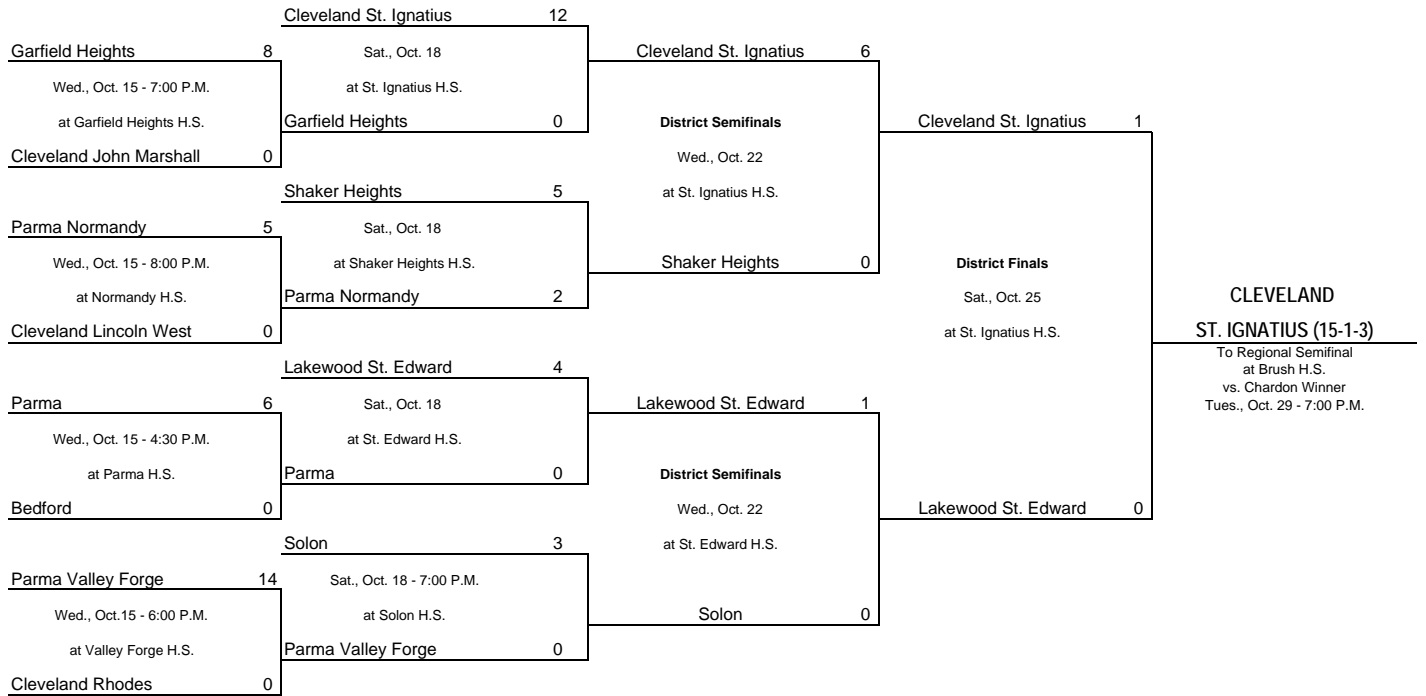 Cleveland St. Ignatius 12
Garfield Heights 8
Sat., Oct. 18
Cleveland St. Ignatius 6
Wed., Oct. 15 - 7:00 P.M.
at St. Ignatius H.S.
at Garfield Heights H.S.
Garfield Heights 0
District Semifinals
Cleveland St. Ignatius 1
Cleveland John Marshall 0
Wed., Oct. 22
Shaker Heights 5
at St. Ignatius H.S.
Parma Normandy 5
Sat., Oct. 18
Wed., Oct. 15 - 8:00 P.M.
at Shaker Heights H.S.
Shaker Heights 0
District Finals
at Normandy H.S.
Parma Normandy 2
Sat., Oct. 25
CLEVELAND
Cleveland Lincoln West 0
at St. Ignatius H.S.
ST. IGNATIUS (15-1-3)
To Regional Semifinal
at Brush H.S.
vs. Chardon Winner
Tues., Oct. 29 - 7:00 P.M.
Lakewood St. Edward 4
Parma 6
Sat., Oct. 18
Lakewood St. Edward 1
Wed., Oct. 15 - 4:30 P.M.
at St. Edward H.S.
at Parma H.S.
Parma 0
District Semifinals
Bedford 0
Wed., Oct. 22
Lakewood St. Edward 0
Solon 3
at St. Edward H.S.
Parma Valley Forge 14
Sat., Oct. 18 - 7:00 P.M.
Wed., Oct.15 - 6:00 P.M.
at Solon H.S.
Solon 0
at Valley Forge H.S.
Parma Valley Forge 0
Cleveland Rhodes 0